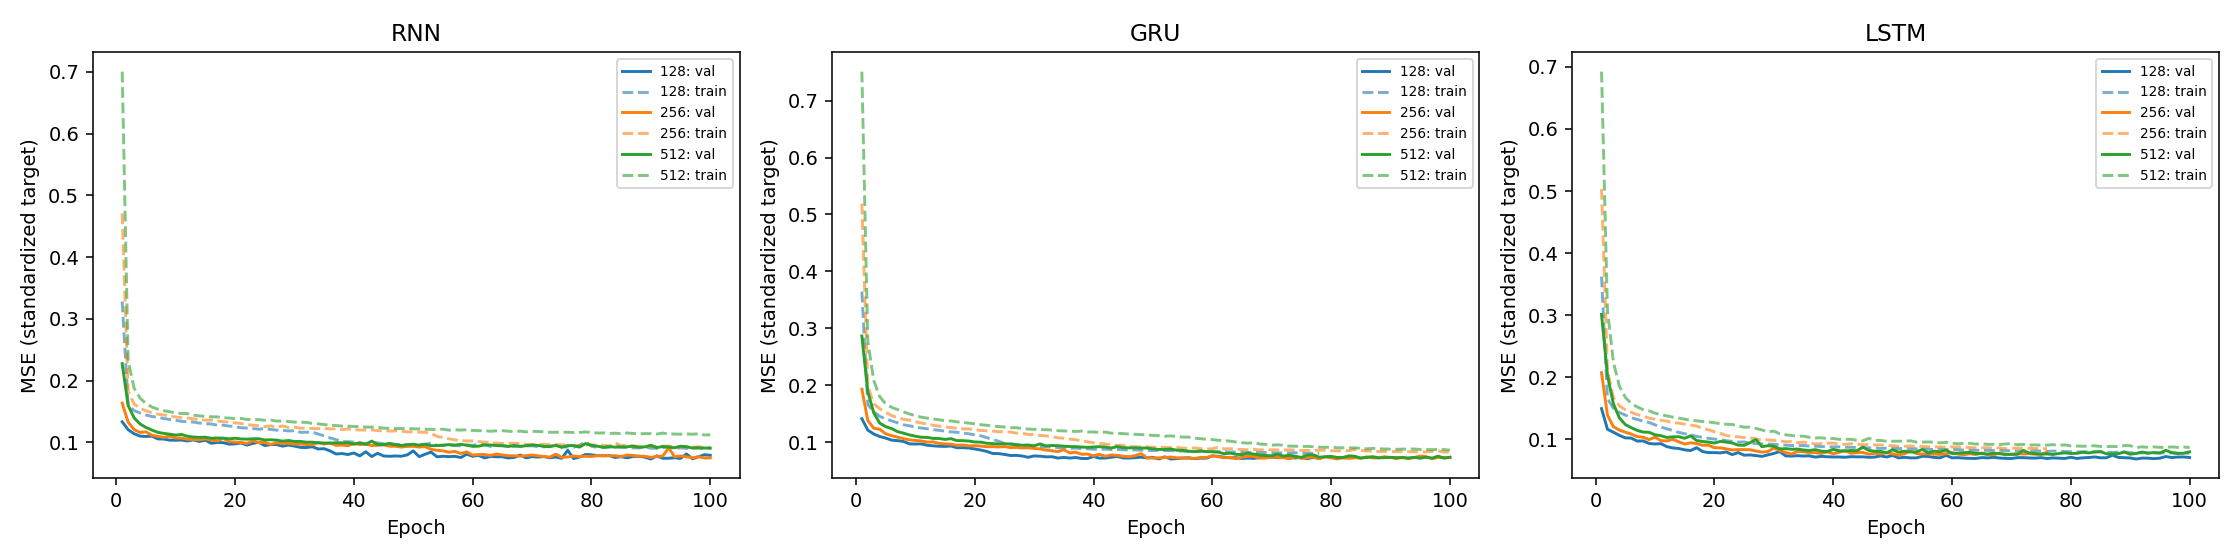 RNN
MSE (standardized target)
0.7
0.6
0.5
0.4
0.3
0.2
0.1
0
20
40
60
80
100
Epoch
128: val
128: train
256: val
256: train
512: val
512: train
GRU
MSE (standardized target)
0.7
0.6
0.5
0.4
0.3
0.2
0.1
0
20
40
60
80
100
Epoch
128: val
128: train
256: val
256: train
512: val
512: train
LSTM
MSE (standardized target)
0.7
0.6
0.5
0.4
0.3
0.2
0.1
0
20
40
60
80
100
Epoch
128: val
128: train
256: val
256: train
512: val
512: train